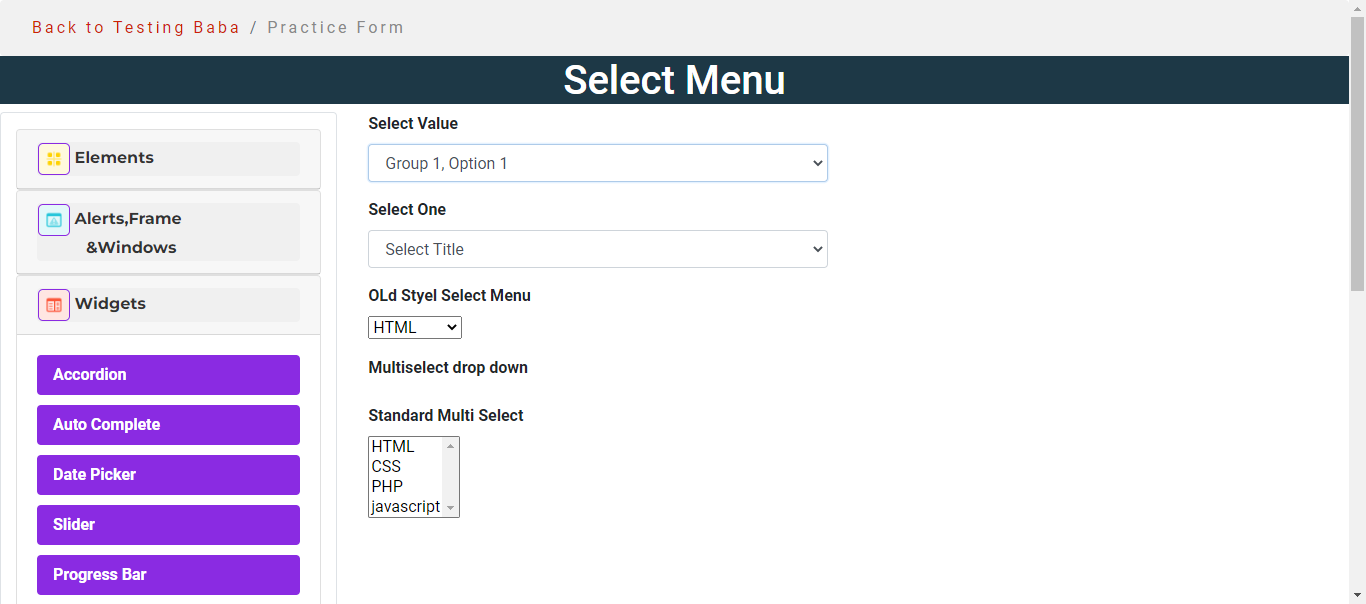 Back to Testing Baba / Practice Form
Select Menu
Elements
Alerts,Frame
&Windows
Widgets
Accordion
Auto Complete
Date Picker
Slider
Progress Bar
Select Value
Group 1, Option 1
Select One
Select Title
OLd Styel Select Menu
HTML
Multiselect drop down
Standard Multi Select
HTML
CSS
PHP
javascript